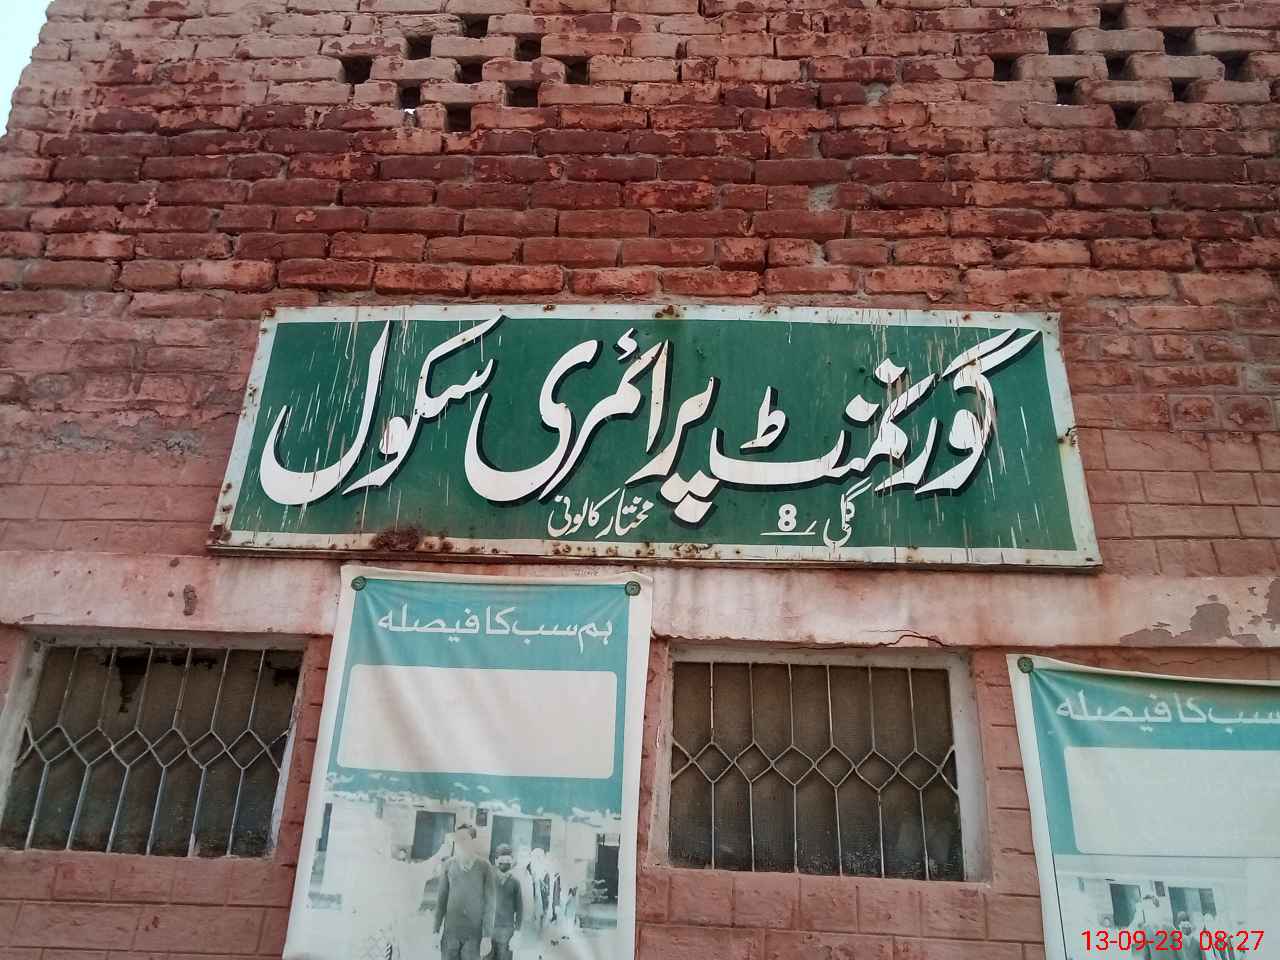 گورنمنٹ پرائمری سکول
گلی 8 مختار کالونی
ہم سب کا فیصلہ
سب کا فیصلہ
13-09-23 08:27